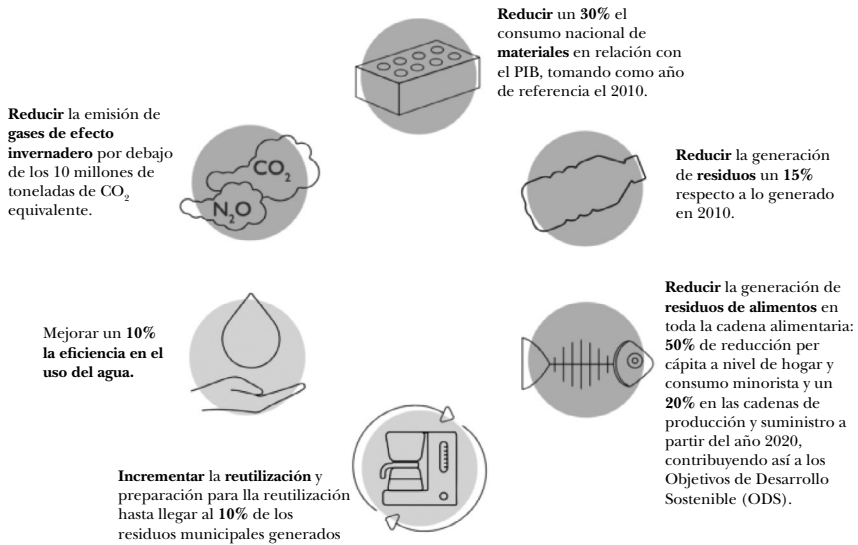 Reducir un 30% el
consumo nacional de
materiales en relación con
el PIB, tomando como año
de referencia el 2010.
Reducir la emisión de
gases de efecto
invernadero por debajo
de los 10 millones de
toneladas de CO₂
equivalente.
CO₂
N₂O
Reducir la generación
de residuos un 15%
respecto a lo generado
en 2010.
Mejorar un 10%
la eficiencia en el
uso del agua.
Reducir la generación de
residuos de alimentos en
toda la cadena alimentaria:
50% de reducción per
cápita a nivel de hogar y
consumo minorista y un
20% en las cadenas de
producción y suministro a
partir del año 2020,
contribuyendo así a los
Objetivos de Desarrollo
Sostenible (ODS).
Incrementar la reutilización y
preparación para lla reutilización
hasta llegar al 10% de los
residuos municipales generados